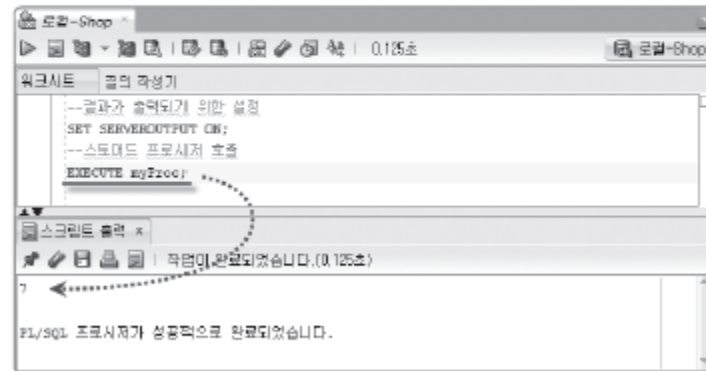 로컬-Shop
0.125초
로컬-Shop
워크시트 질의 작성기
--결과가 출력되기 위한 설정
SET SERVEROUTPUT ON;
--스토어드 프로시저 호출
EXECUTE myProc;
스크립트 출력 x
작업이 완료되었습니다.(0.125초)
7
PL/SQL 프로시저가 성공적으로 완료되었습니다.